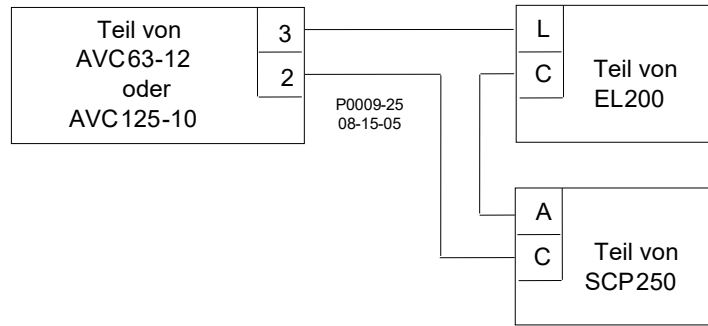 Teil von
AVC63-12
oder
AVC125-10
3
2
P0009-25
08-15-05
L
C
Teil von
EL200
A
C
Teil von
SCP250